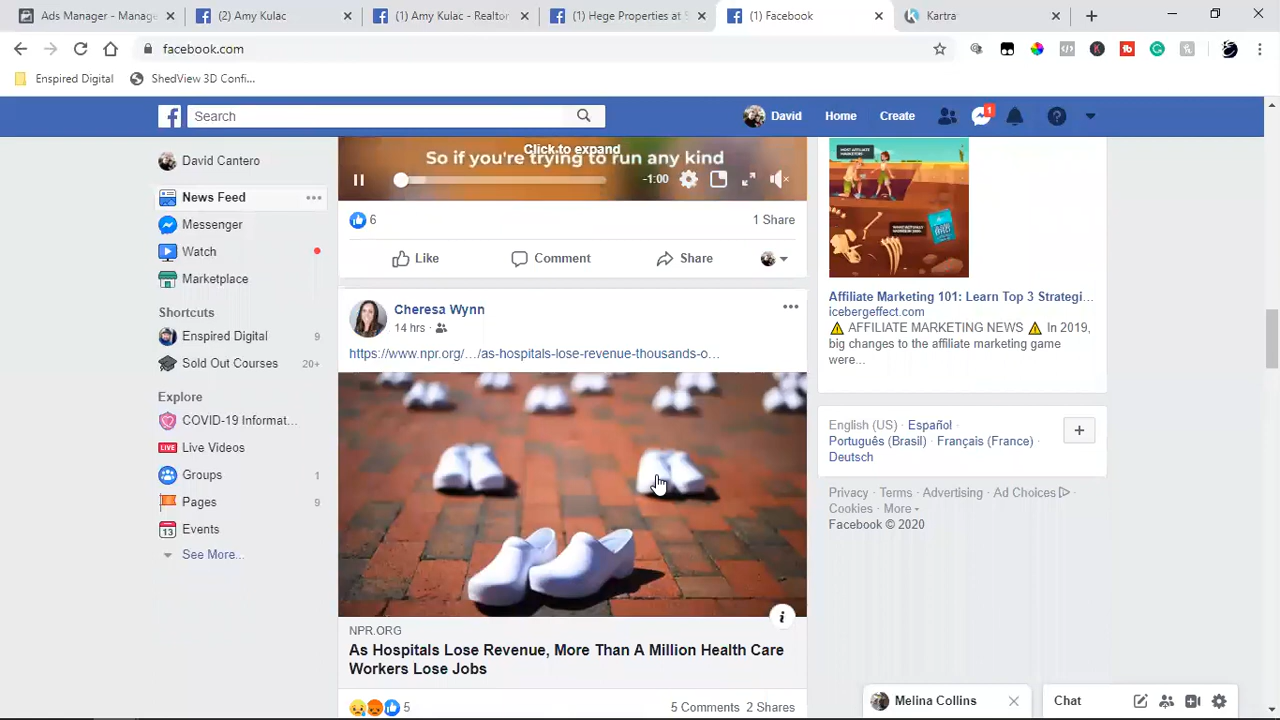 Ads Manager - Manage
(2) Amy Kulac
(1) Amy Kulac - Realtor
(1) Hege Properties at S
(1) Facebook
Kartra
facebook.com
Enspired Digital
ShedView 3D Confi...
Search
David
Home
Create
1
David Cantero
News Feed
Messenger
Watch
Marketplace
Shortcuts
Enspired Digital 9
Sold Out Courses 20+
Explore
COVID-19 Informat...
LIVE Live Videos
Groups 1
Pages 9
13 Events
See More...
So if you're trying to run any kind
Click to expand
-1:00
6
1 Share
Like
Comment
Share
Cheresa Wynn
14 hrs ·
https://www.npr.org/.../as-hospitals-lose-revenue-thousands-o...
NPR.ORG
As Hospitals Lose Revenue, More Than A Million Health Care
Workers Lose Jobs
5
5 Comments 2 Shares
Affiliate Marketing 101: Learn Top 3 Strategi...
icebergeffect.com
⚠ AFFILIATE MARKETING NEWS ⚠ In 2019,
big changes to the affiliate marketing game
were...
English (US) · Español ·
Português (Brasil) · Français (France) ·
Deutsch
Privacy · Terms · Advertising · Ad Choices ·
Cookies · More
Facebook © 2020
Melina Collins
Chat